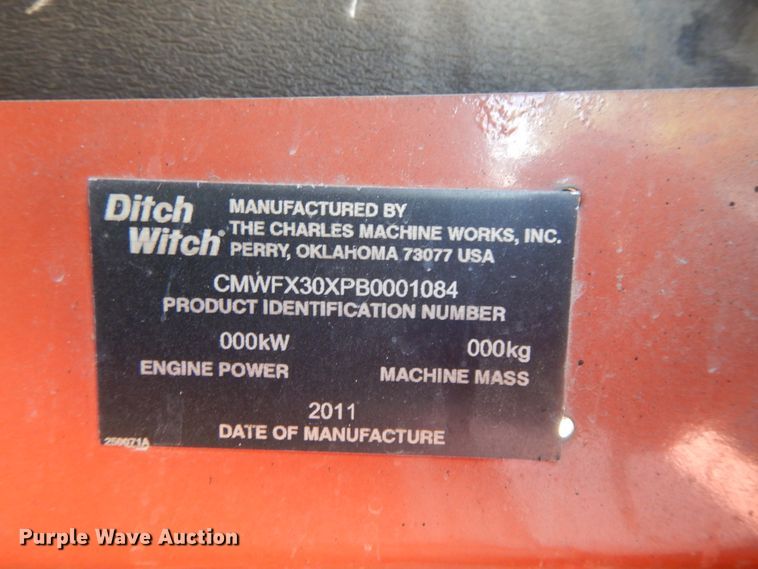 Ditch Witch®
MANUFACTURED BY
THE CHARLES MACHINE WORKS, INC.
PERRY, OKLAHOMA 73077 USA
CMWFX30XPB0001084
PRODUCT IDENTIFICATION NUMBER
000kW
ENGINE POWER
000kg
MACHINE MASS
2011
DATE OF MANUFACTURE
250071A
Purple Wave Auction